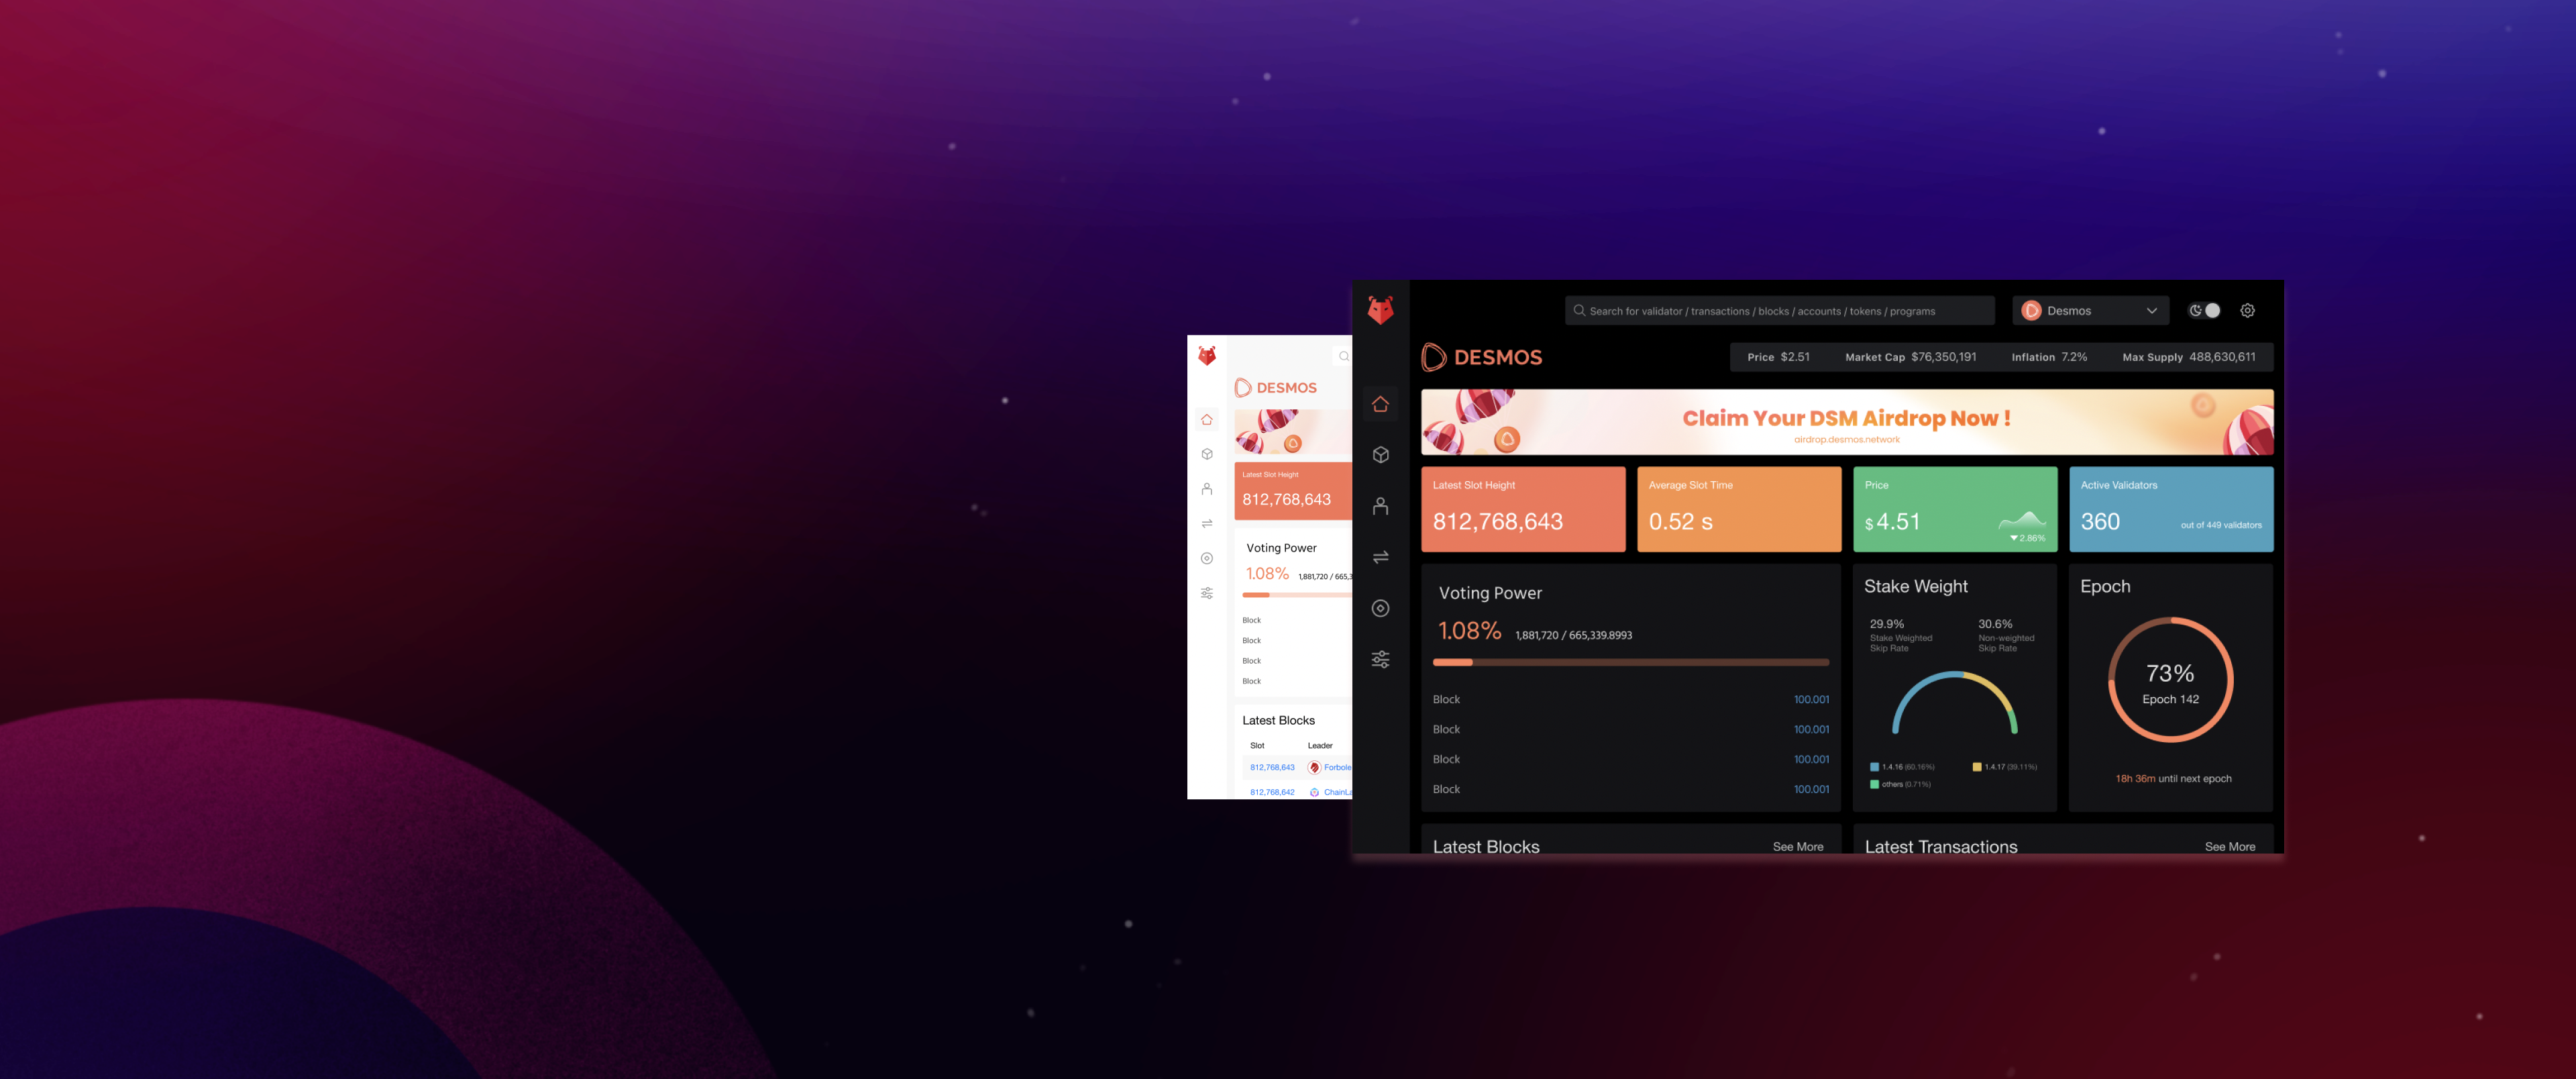 DESMOS
Latest Slot Height
812,768,643
Voting Power
1.08% 1,881,720 / 665,3
Block
Block
Block
Block
Latest Blocks
Slot Leader
812,768,643 Forbole
812,768,642 ChainLa
Search for validator / transactions / blocks / accounts / tokens / programs
Desmos
DESMOS
Price $2.51 Market Cap $76,350,191 Inflation 7.2% Max Supply 488,630,611
Claim Your DSM Airdrop Now !
airdrop.desmos.network
Latest Slot Height
812,768,643
Average Slot Time
0.52 s
Price
$ 4.51
▼ 2.86%
Active Validators
360
out of 449 validators
Voting Power
1.08% 1,881,720 / 665,339.8993
Block 100.001
Block 100.001
Block 100.001
Block 100.001
Stake Weight
29.9%
Stake Weighted
Skip Rate
30.6%
Non-weighted
Skip Rate
1.4.16 (60.16%)
1.4.17 (39.11%)
others (0.71%)
Epoch
73%
Epoch 142
18h 36m until next epoch
Latest Blocks See More
Latest Transactions See More